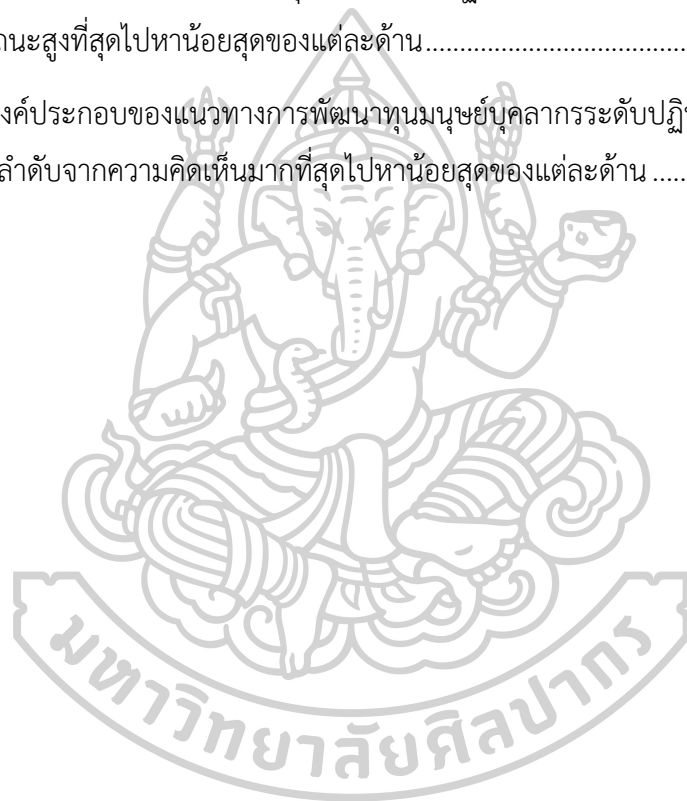 สูงที่สุดไปหาน้อยสุดของแต่ละด้าน....................................
ค์ประกอบของแนวทางการพัฒนาทุนมนุษย์บุคลากรระดับปฏิ
ลำดับจากความคิดเห็นมากที่สุดไปหาน้อยสุดของแต่ละด้าน .....
มหาวิทยาลัยศิลปากร